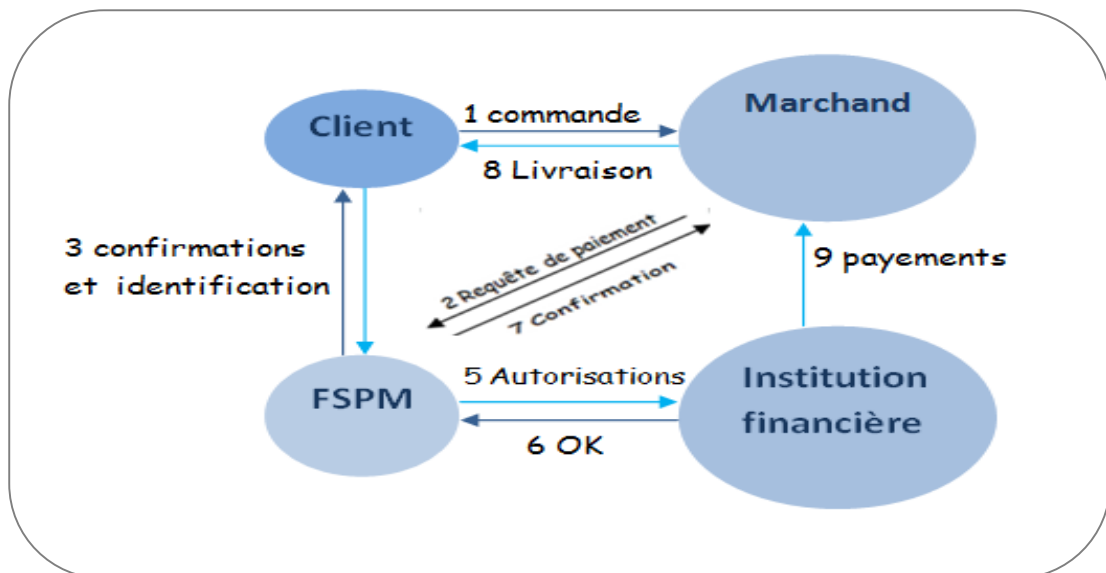 Client
Marchand
1 commande
8 Livraison
3 confirmations
et identification
2 Requête de paiement
7 Confirmation
9 payements
FSPM
5 Autorisations
6 OK
Institution
financière